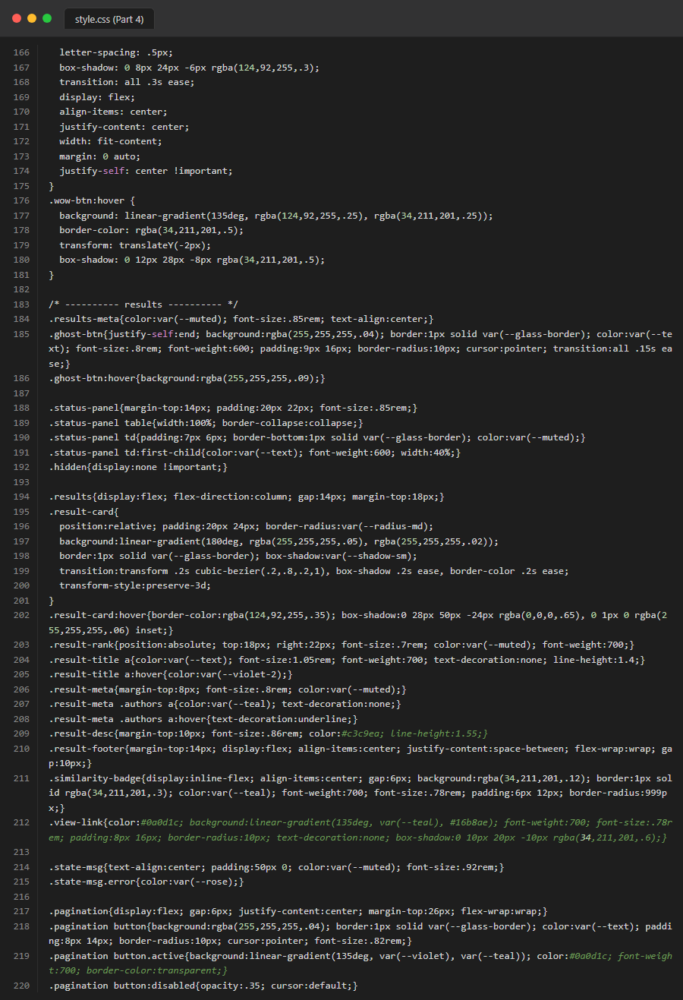 style.css (Part 4)
166 letter-spacing: .5px;
167 box-shadow: 0 8px 24px -6px rgba(124,92,255,.3);
168 transition: all .3s ease;
169 display: flex;
170 align-items: center;
171 justify-content: center;
172 width: fit-content;
173 margin: 0 auto;
174 justify-self: center !important;
175 }
176 .wow-btn:hover {
177 background: linear-gradient(135deg, rgba(124,92,255,.25), rgba(34,211,201,.25));
178 border-color: rgba(34,211,201,.5);
179 transform: translateY(-2px);
180 box-shadow: 0 12px 28px -8px rgba(34,211,201,.5);
181 }
182
183 /* ---------- results ---------- */
184 .results-meta{color:var(--muted); font-size:.85rem; text-align:center;}
185 .ghost-btn{justify-self:end; background:rgba(255,255,255,.04); border:1px solid var(--glass-border); color:var(--te
xt); font-size:.8rem; font-weight:600; padding:9px 16px; border-radius:10px; cursor:pointer; transition:all .15s ea
se;}
186 .ghost-btn:hover{background:rgba(255,255,255,.09);}
187
188 .status-panel{margin-top:14px; padding:20px 22px; font-size:.85rem;}
189 .status-panel table{width:100%; border-collapse:collapse;}
190 .status-panel td{padding:7px 6px; border-bottom:1px solid var(--glass-border); color:var(--muted);}
191 .status-panel td:first-child{color:var(--text); font-weight:600; width:40%;}
192 .hidden{display:none !important;}
193
194 .results{display:flex; flex-direction:column; gap:14px; margin-top:18px;}
195 .result-card{
196 position:relative; padding:20px 24px; border-radius:var(--radius-md);
197 background:linear-gradient(180deg, rgba(255,255,255,.05), rgba(255,255,255,.02));
198 border:1px solid var(--glass-border); box-shadow:var(--shadow-sm);
199 transition:transform .2s cubic-bezier(.2,.8,.2,1), box-shadow .2s ease, border-color .2s ease;
200 transform-style:preserve-3d;
201 }
202 .result-card:hover{border-color:rgba(124,92,255,.35); box-shadow:0 28px 50px -24px rgba(0,0,0,.65), 0 1px 0 rgba(2
55,255,255,.06) inset;}
203 .result-rank{position:absolute; top:18px; right:22px; font-size:.7rem; color:var(--muted); font-weight:700;}
204 .result-title a{color:var(--text); font-size:1.05rem; font-weight:700; text-decoration:none; line-height:1.4;}
205 .result-title a:hover{color:var(--violet-2);}
206 .result-meta{margin-top:8px; font-size:.8rem; color:var(--muted);}
207 .result-meta .authors a{color:var(--teal); text-decoration:none;}
208 .result-meta .authors a:hover{text-decoration:underline;}
209 .result-desc{margin-top:10px; font-size:.86rem; color:#c3c9ea; line-height:1.55;}
210 .result-footer{margin-top:14px; display:flex; align-items:center; justify-content:space-between; flex-wrap:wrap; ga
p:10px;}
211 .similarity-badge{display:inline-flex; align-items:center; gap:6px; background:rgba(34,211,201,.12); border:1px sol
id rgba(34,211,201,.3); color:var(--teal); font-weight:700; font-size:.78rem; padding:6px 12px; border-radius:999p
x;}
212 .view-link{color:#0a0d1c; background:linear-gradient(135deg, var(--teal), #16b8ae); font-weight:700; font-size:.78r
em; padding:8px 16px; border-radius:10px; text-decoration:none; box-shadow:0 10px 20px -10px rgba(34,211,201,.6);}
213
214 .state-msg{text-align:center; padding:50px 0; color:var(--muted); font-size:.92rem;}
215 .state-msg.error{color:var(--rose);}
216
217 .pagination{display:flex; gap:6px; justify-content:center; margin-top:26px; flex-wrap:wrap;}
218 .pagination button{background:rgba(255,255,255,.04); border:1px solid var(--glass-border); color:var(--text); paddi
ng:8px 14px; border-radius:10px; cursor:pointer; font-size:.82rem;}
219 .pagination button.active{background:linear-gradient(135deg, var(--violet), var(--teal)); color:#0a0d1c; font-weigh
t:700; border-color:transparent;}
220 .pagination button:disabled{opacity:.35; cursor:default;}